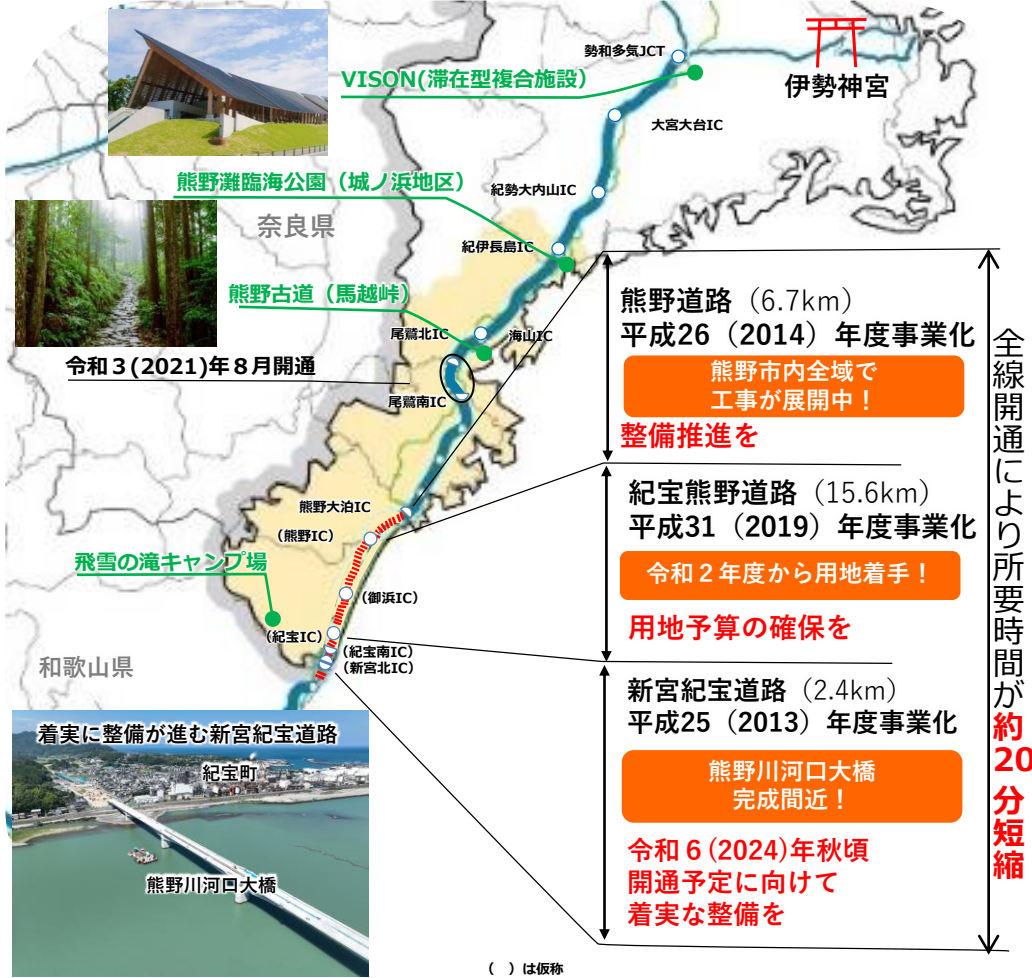 勢和多気JCT
伊勢神宮
VISON(滞在型複合施設)
大宮大台IC
熊野灘臨海公園（城ノ浜地区）
紀勢大内山IC
奈良県
紀伊長島IC
熊野古道（馬越峠）
尾鷲北IC
海山IC
令和３(2021)年８月開通
尾鷲南IC
熊野大泊IC
（熊野IC）
飛雪の滝キャンプ場
（御浜IC）
（紀宝IC）
（紀宝南IC）
（新宮北IC）
和歌山県
着実に整備が進む新宮紀宝道路
紀宝町
熊野川河口大橋
熊野道路（6.7km）
平成26（2014）年度事業化
熊野市内全域で
工事が展開中！
整備推進を
紀宝熊野道路（15.6km）
平成31（2019）年度事業化
令和２年度から用地着手！
用地予算の確保を
新宮紀宝道路（2.4km）
平成25（2013）年度事業化
熊野川河口大橋
完成間近！
令和６(2024)年秋頃
開通予定に向けて
着実な整備を
全線開通により所要時間が約20分短縮
（　）は仮称